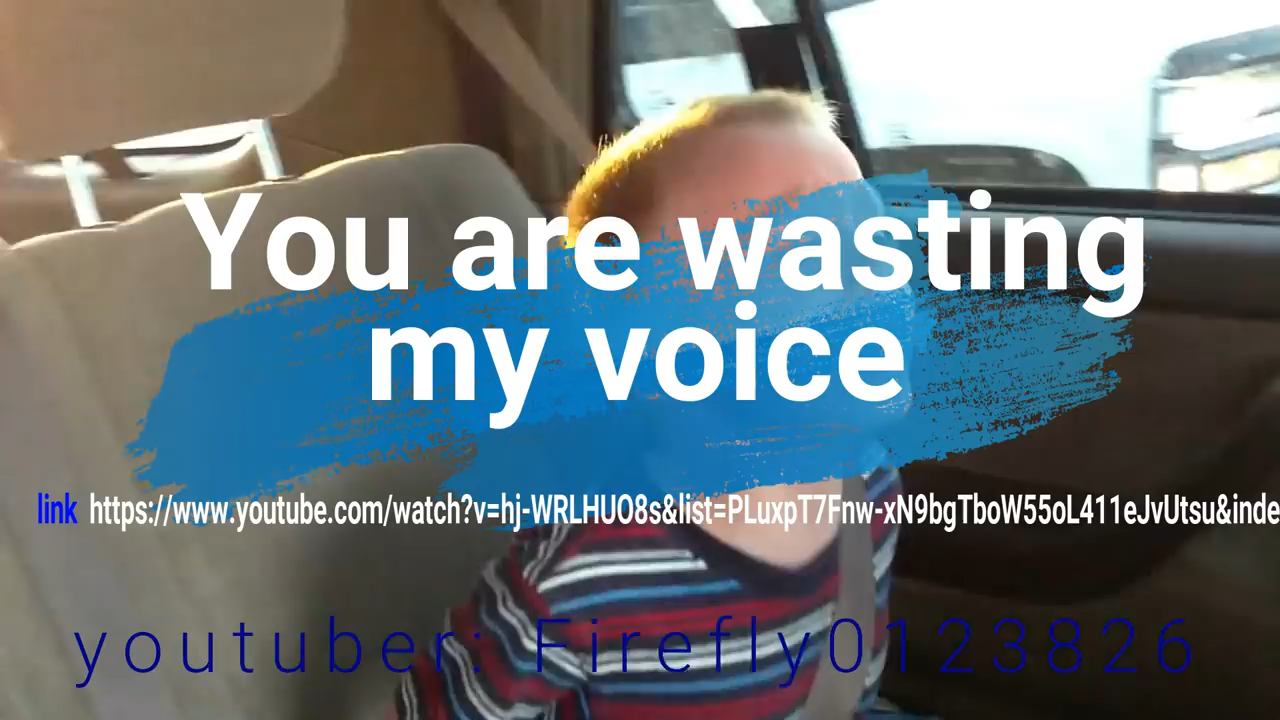 You are wasting
my voice
link https://www.youtube.com/watch?v=hj-WRLHUO8s&list=PLuxpT7Fnw-xN9bgTboW55oL411eJvUtsu&inde
youtuber: Firefly0123826